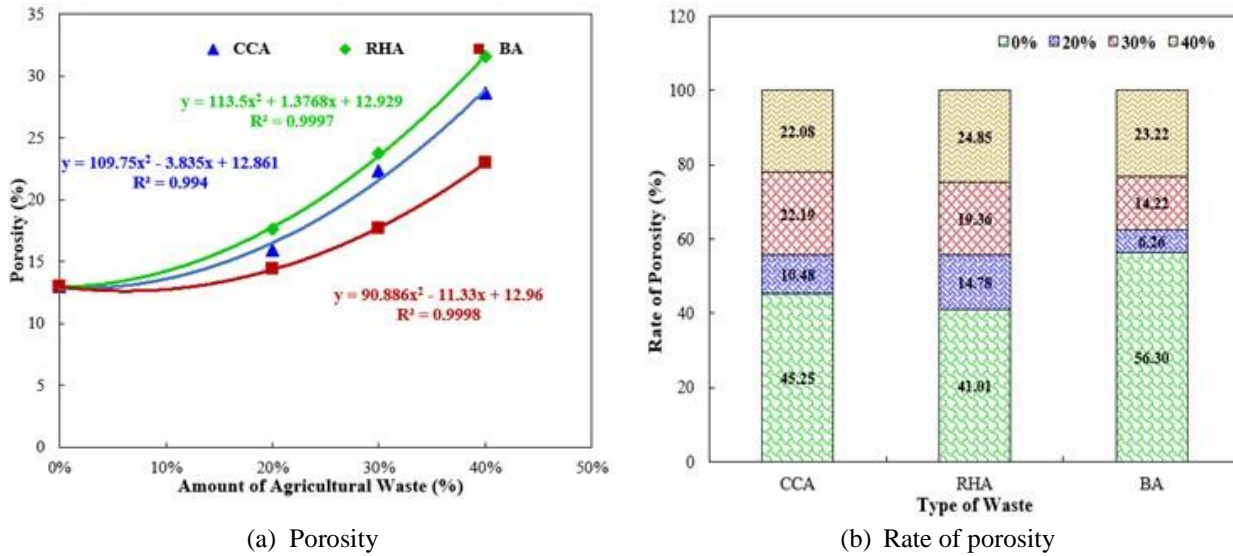 35
30
25
20
15
10
5
0
Porosity (%)
CCA RHA BA
y = 113.5x² + 1.3768x + 12.929
R² = 0.9997
y = 109.75x² - 3.835x + 12.861
R² = 0.994
y = 90.886x² - 11.33x + 12.96
R² = 0.9998
0% 10% 20% 30% 40% 50%
Amount of Agricultural Waste (%)
(a) Porosity
120
100
80
60
40
20
0
Rate of Porosity (%)
0% 20% 30% 40%
22.08 24.85 23.22
22.19 19.36 14.22
10.48 14.78 6.26
45.25 41.01 56.30
CCA RHA BA
Type of Waste
(b) Rate of porosity